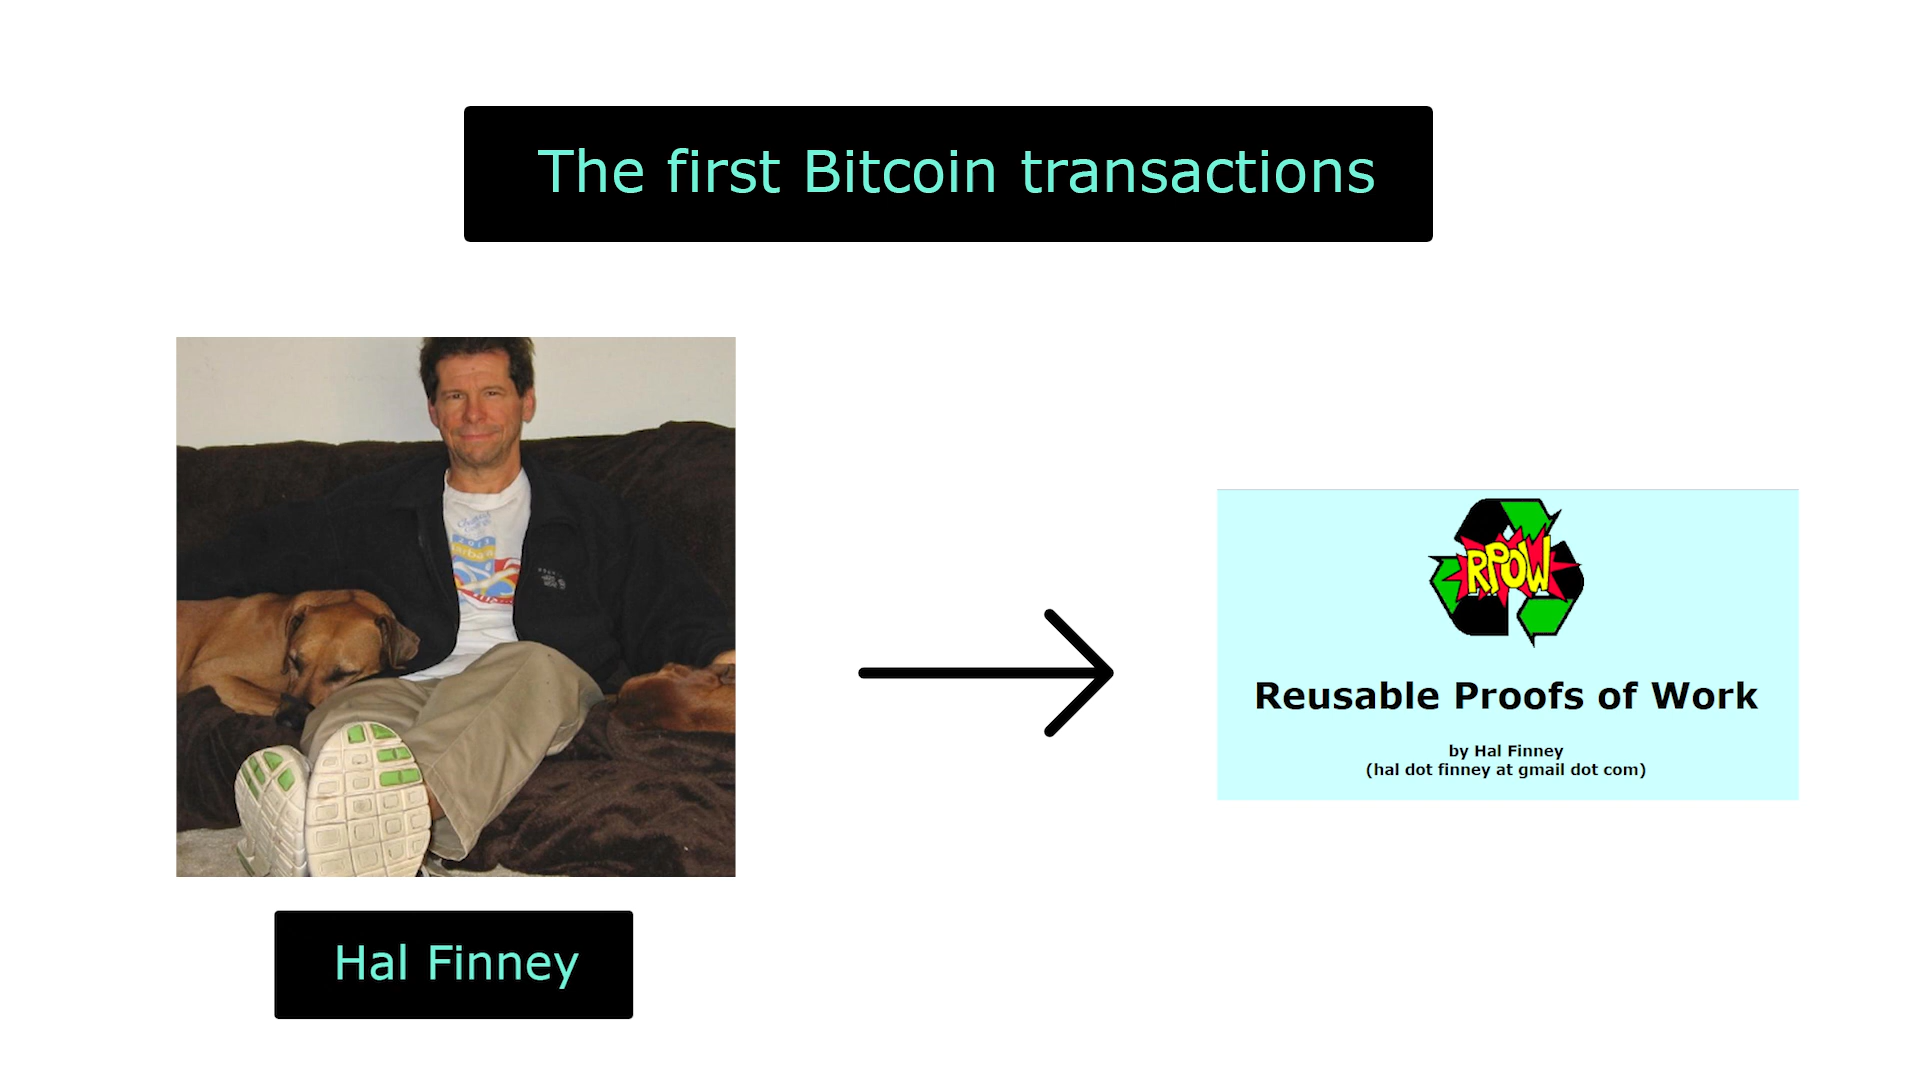 The first Bitcoin transactions
RPOW
Reusable Proofs of Work
by Hal Finney
(hal dot finney at gmail dot com)
Hal Finney